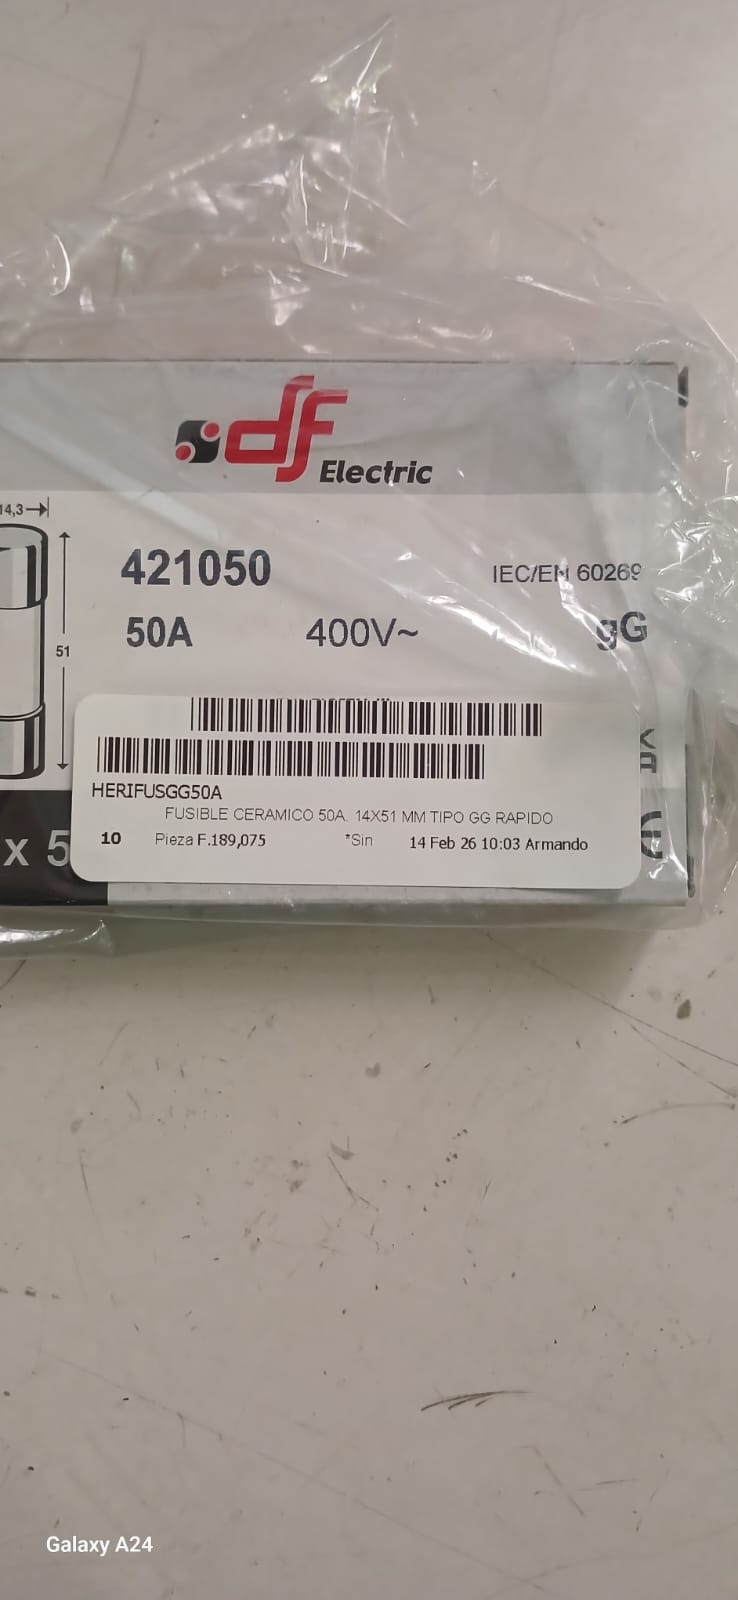 df
Electric
14,3
421050
IEC/EN 60269
50A 400V~ gG
51
HERIFUSGG50A
FUSIBLE CERAMICO 50A. 14X51 MM TIPO GG RAPIDO
x 5
10 Pieza F.189,075 *Sin 14 Feb 26 10:03 Armando
CE
Galaxy A24